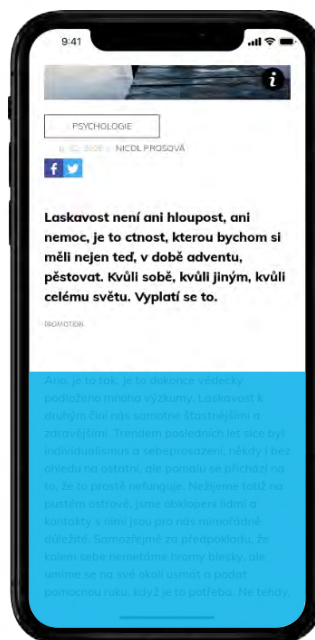 9:41
i
PSYCHOLOGIE
NICOL PROSOVÁ
f
Laskavost není ani hloupost, ani
nemoc, je to ctnost, kterou bychom si
měli nejen teď, v době adventu,
pěstovat. Kvůli sobě, kvůli jiným, kvůli
celému světu. Vyplatí se to.
PROMOTION
Ano, je to tak. Je to dokonce vědecky
podloženo mnoha výzkumy. Laskavost k
druhým činí nás samotné šťastnějšími a
zdravějšími. Trendem posledních let sice byl
individualismus a sebeprosazení, někdy i bez
ohledu na ostatní, ale pomalu se přichází na
to, že to prostě nefunguje. Nežijeme totiž na
pustém ostrově, jsme obklopeni lidmi a
kontakty s nimi jsou pro nás mimořádně
důležité. Samozřejmě za předpokladu, že
kolem sebe nemetáme hromy blesky, ale
umíme se na své okolí usmát a podat
pomocnou ruku, když je to potřeba. Ne tehdy,